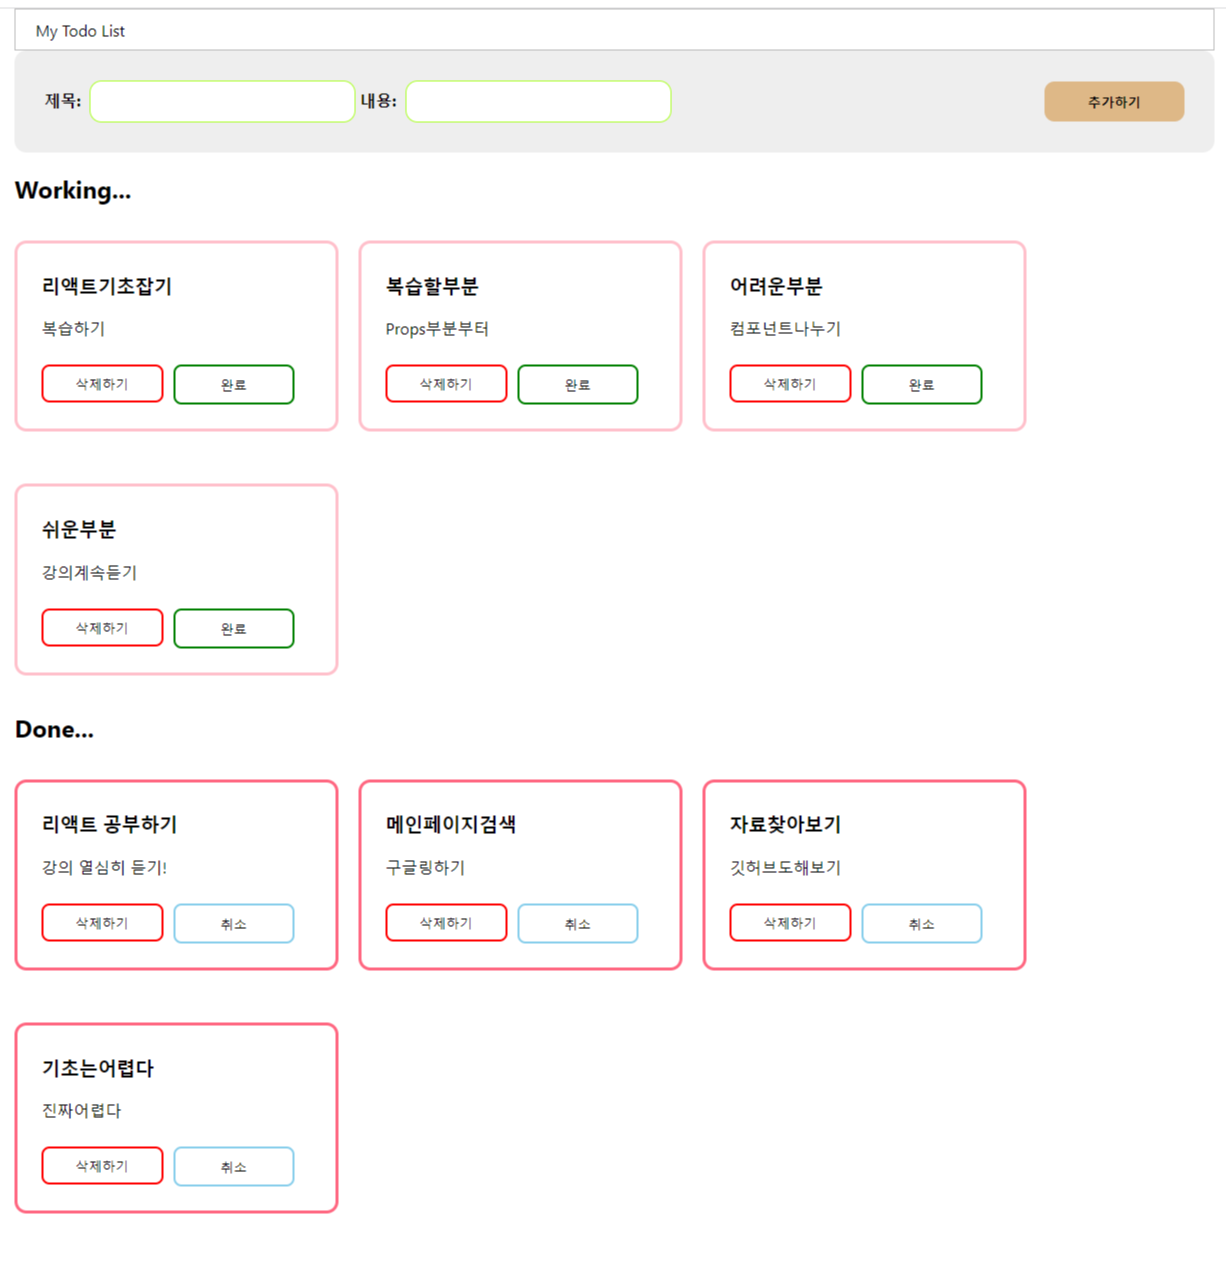 My Todo List
제목: 내용: 추가하기
Working...
리액트기초잡기
복습하기
삭제하기 완료
복습할부분
Props부분부터
삭제하기 완료
어려운부분
컴포넌트나누기
삭제하기 완료
쉬운부분
강의계속듣기
삭제하기 완료
Done...
리액트 공부하기
강의 열심히 듣기!
삭제하기 취소
메인페이지검색
구글링하기
삭제하기 취소
자료찾아보기
깃허브도해보기
삭제하기 취소
기초는어렵다
진짜어렵다
삭제하기 취소